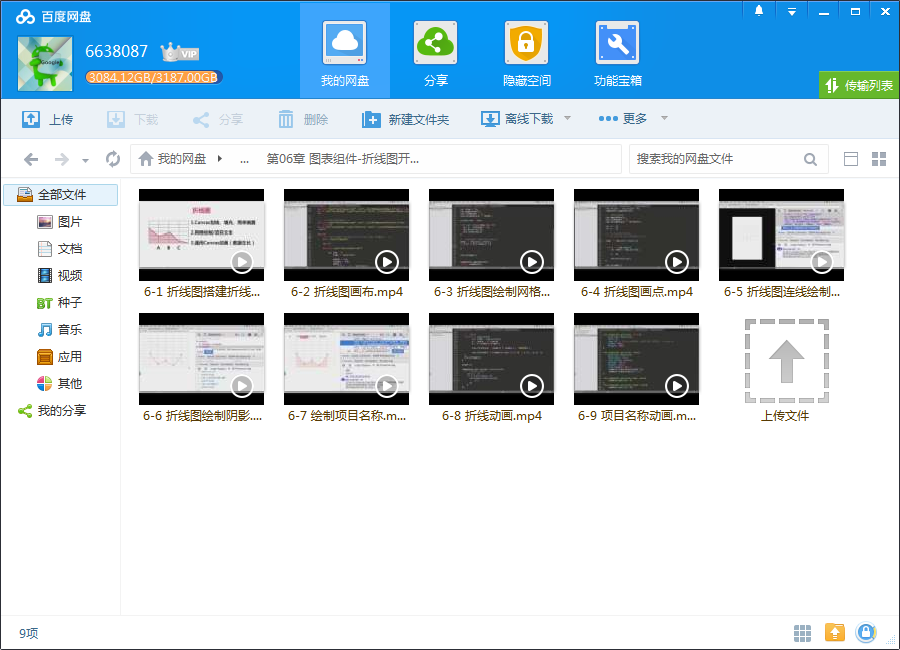 百度网盘
6638087
VIP
3084.12GB/3187.00GB
我的网盘
分享
隐藏空间
功能宝箱
传输列表
上传
下载
分享
删除
新建文件夹
离线下载
更多
我的网盘
...
第06章 图表组件-折线图开...
搜索我的网盘文件
全部文件
图片
文档
视频
BT 种子
音乐
应用
其他
我的分享
折线图
6-1 折线图搭建折线...
6-2 折线图画布.mp4
6-3 折线图绘制网格...
6-4 折线图画点.mp4
6-5 折线图连线绘制...
6-6 折线图绘制阴影....
6-7 绘制项目名称.m...
6-8 折线动画.mp4
6-9 项目名称动画.m...
上传文件
9项